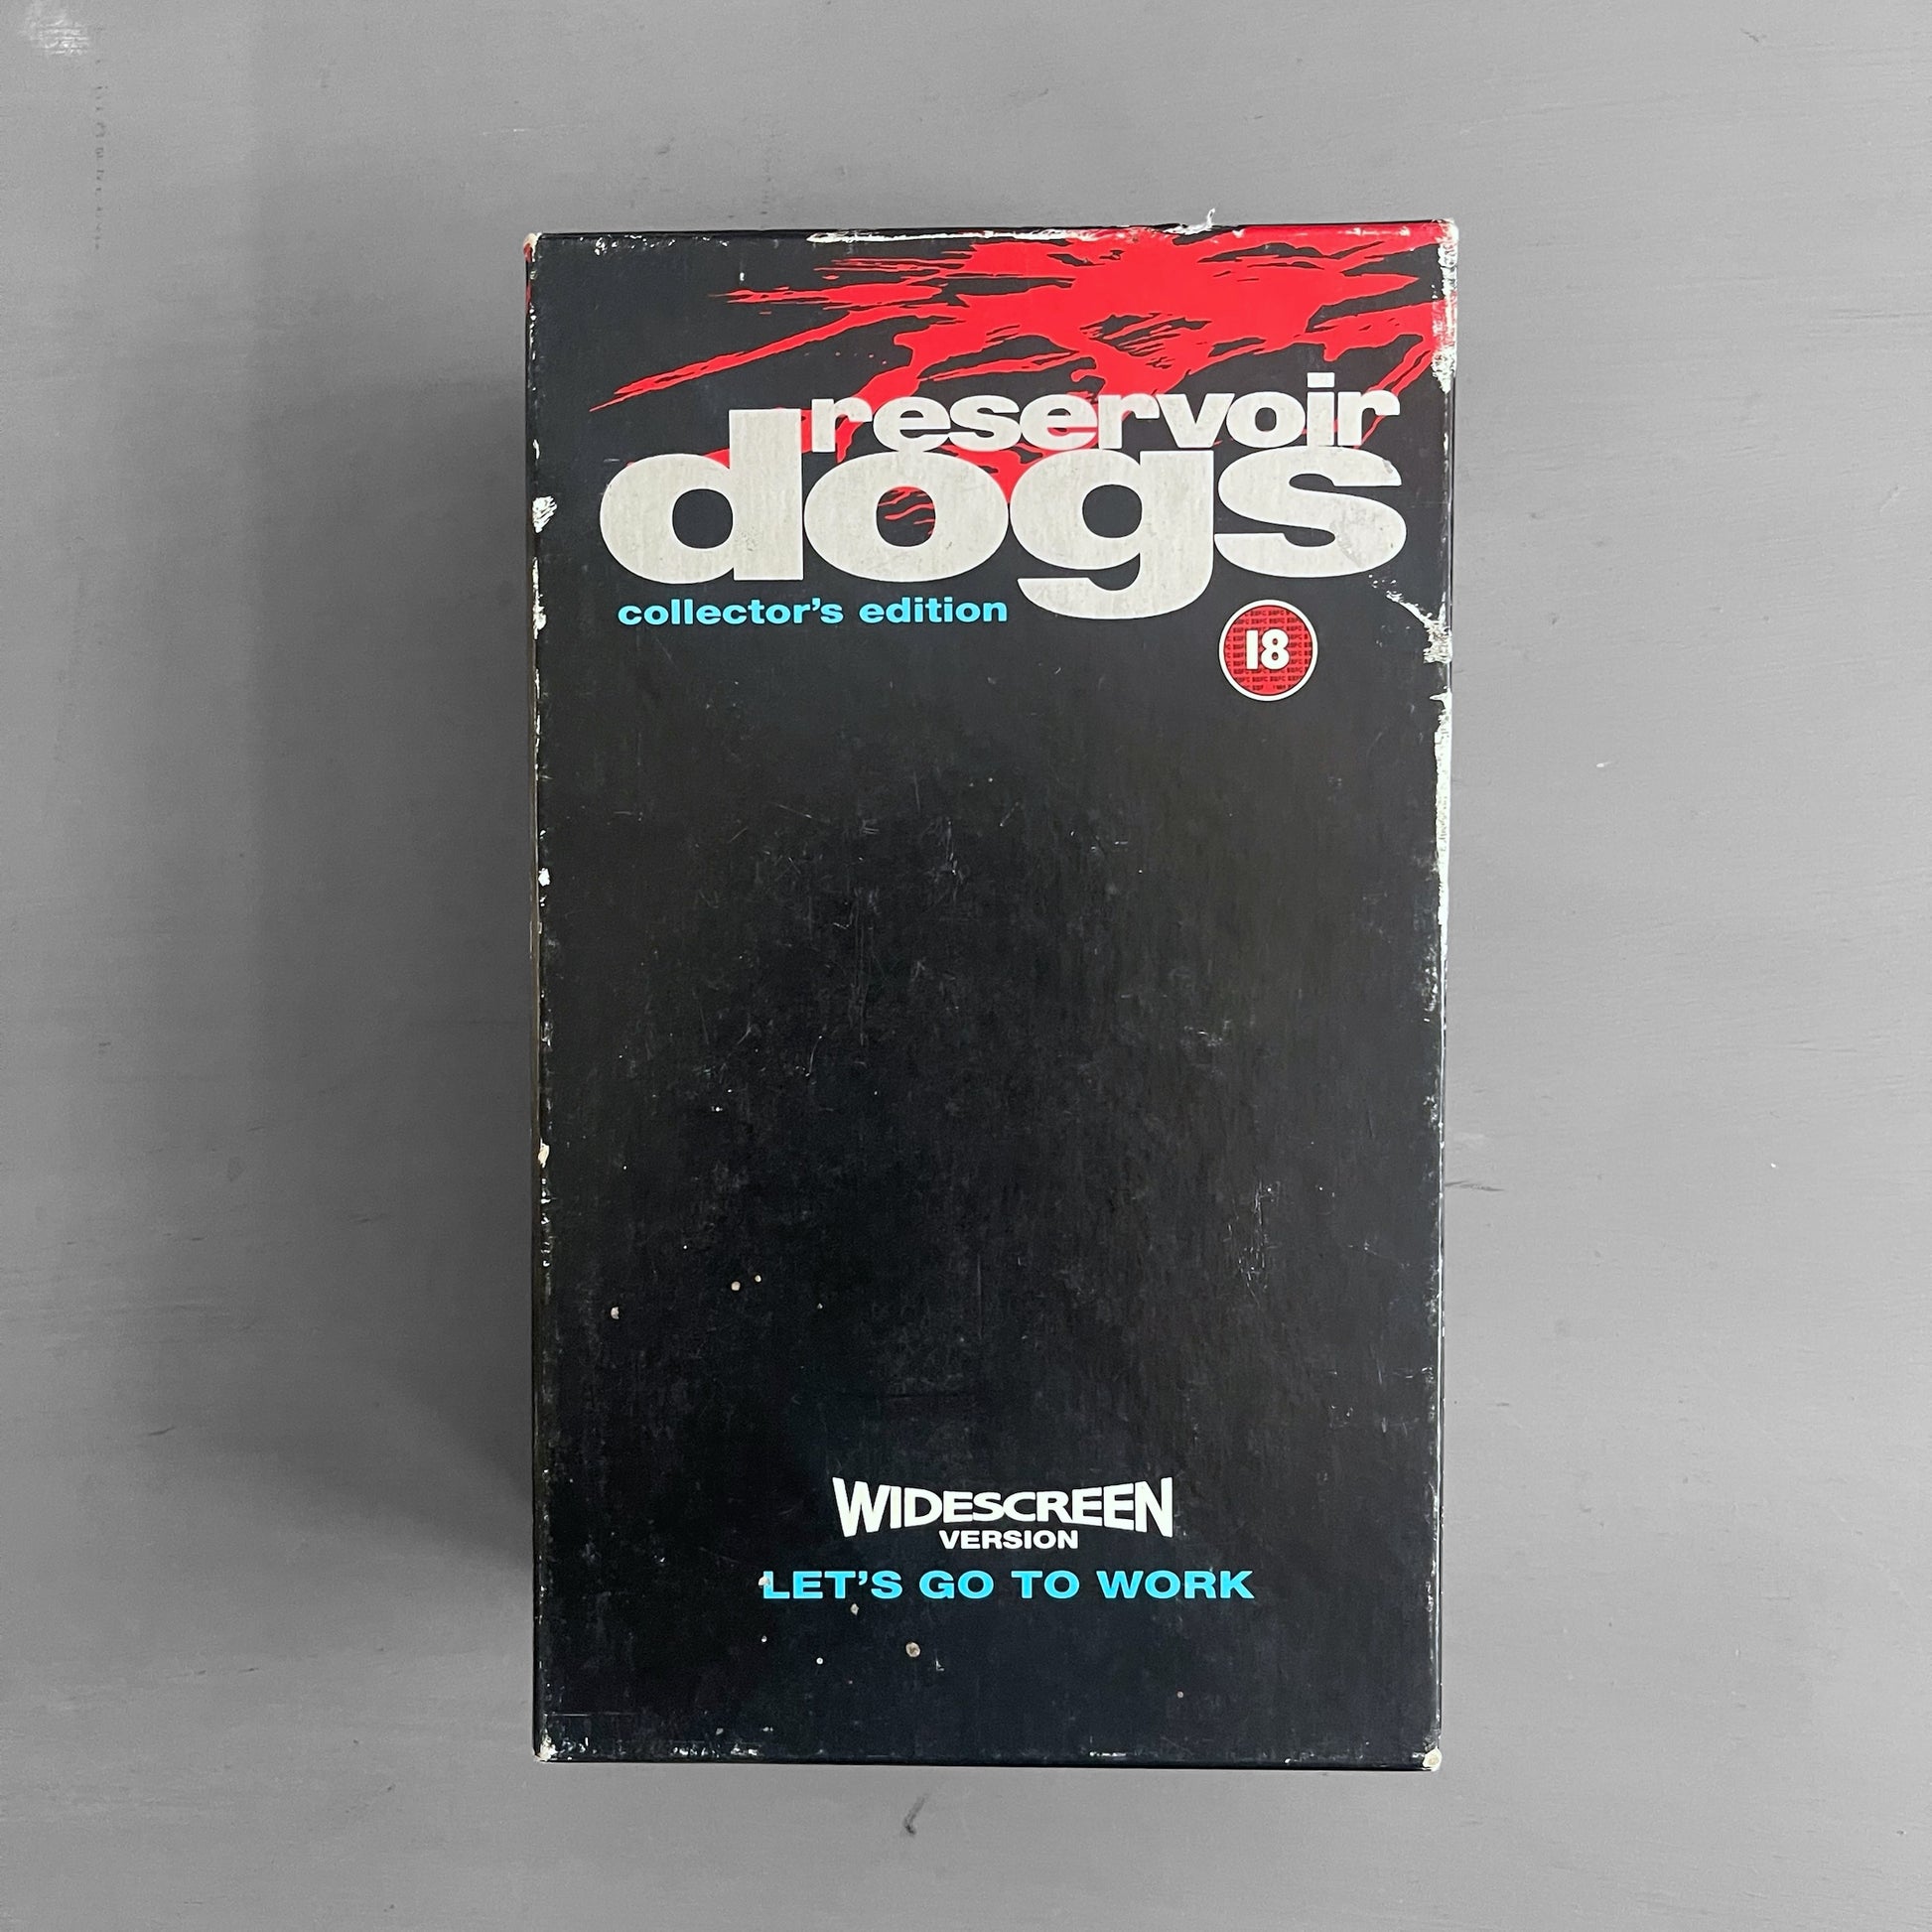 reservoir
dogs
collector's edition
18
WIDESCREEN
VERSION
LET'S GO TO WORK